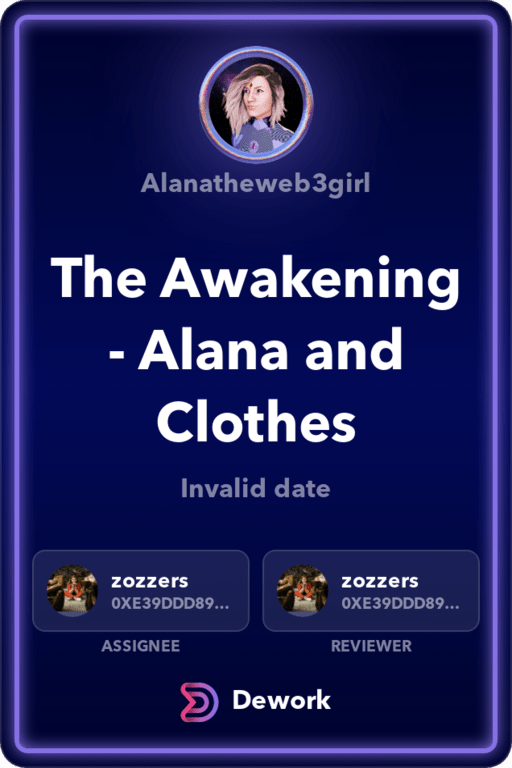 Alanatheweb3girl
The Awakening
- Alana and
Clothes
Invalid date
zozzers
0XE39DDD89...
ASSIGNEE
zozzers
0XE39DDD89...
REVIEWER
Dework